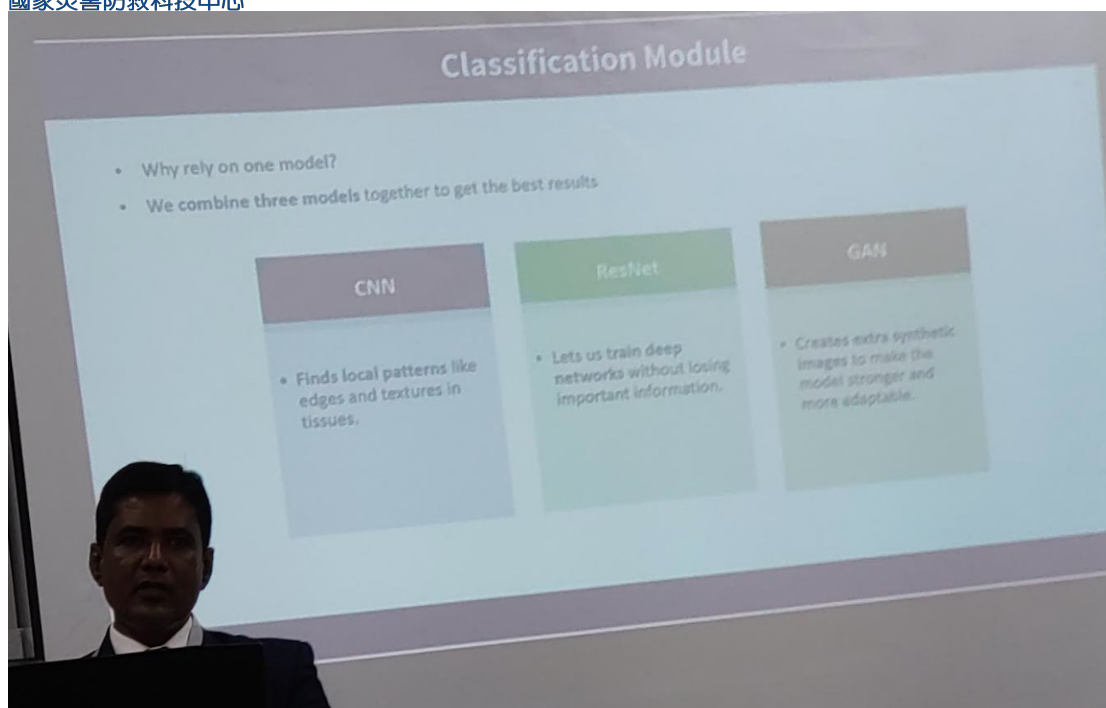 國家災害防救科技中心
Classification Module
• Why rely on one model?
• We combine three models together to get the best results
CNN
• Finds local patterns like
edges and textures in
tissues.
ResNet
• Lets us train deep
networks without losing
important information.
GAN
• Creates extra synthetic
images to make the
model stronger and
more adaptable.